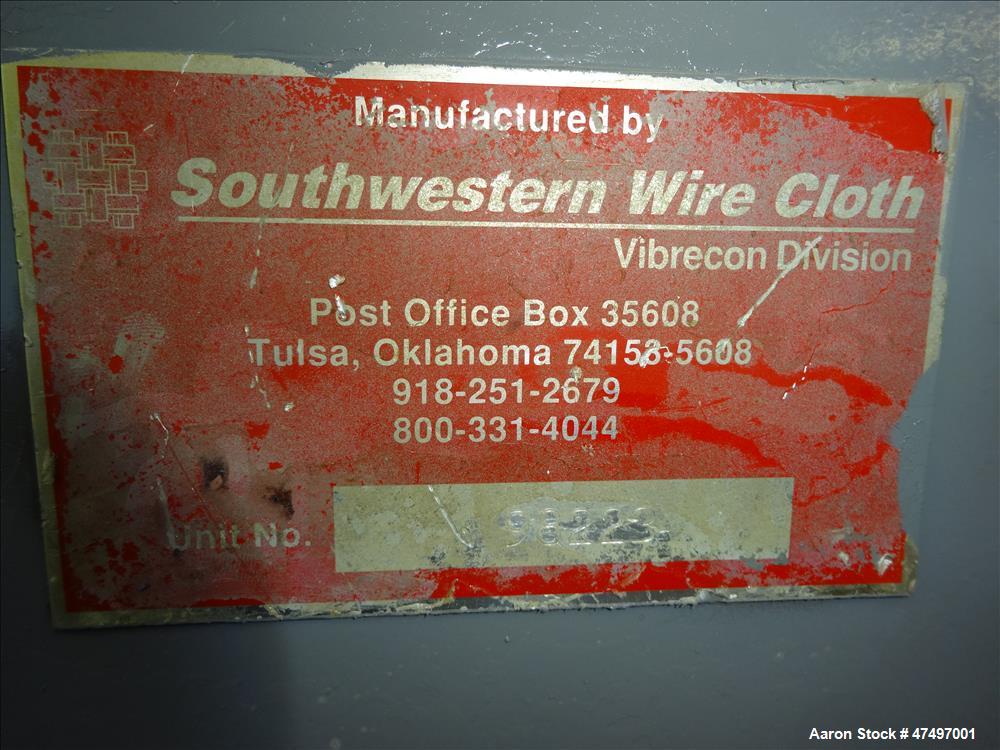 Manufactured by
Southwestern Wire Cloth
Vibrecon Division
Post Office Box 35608
Tulsa, Oklahoma 74153-5608
918-251-2679
800-331-4044
Unit No.
Aaron Stock # 47497001